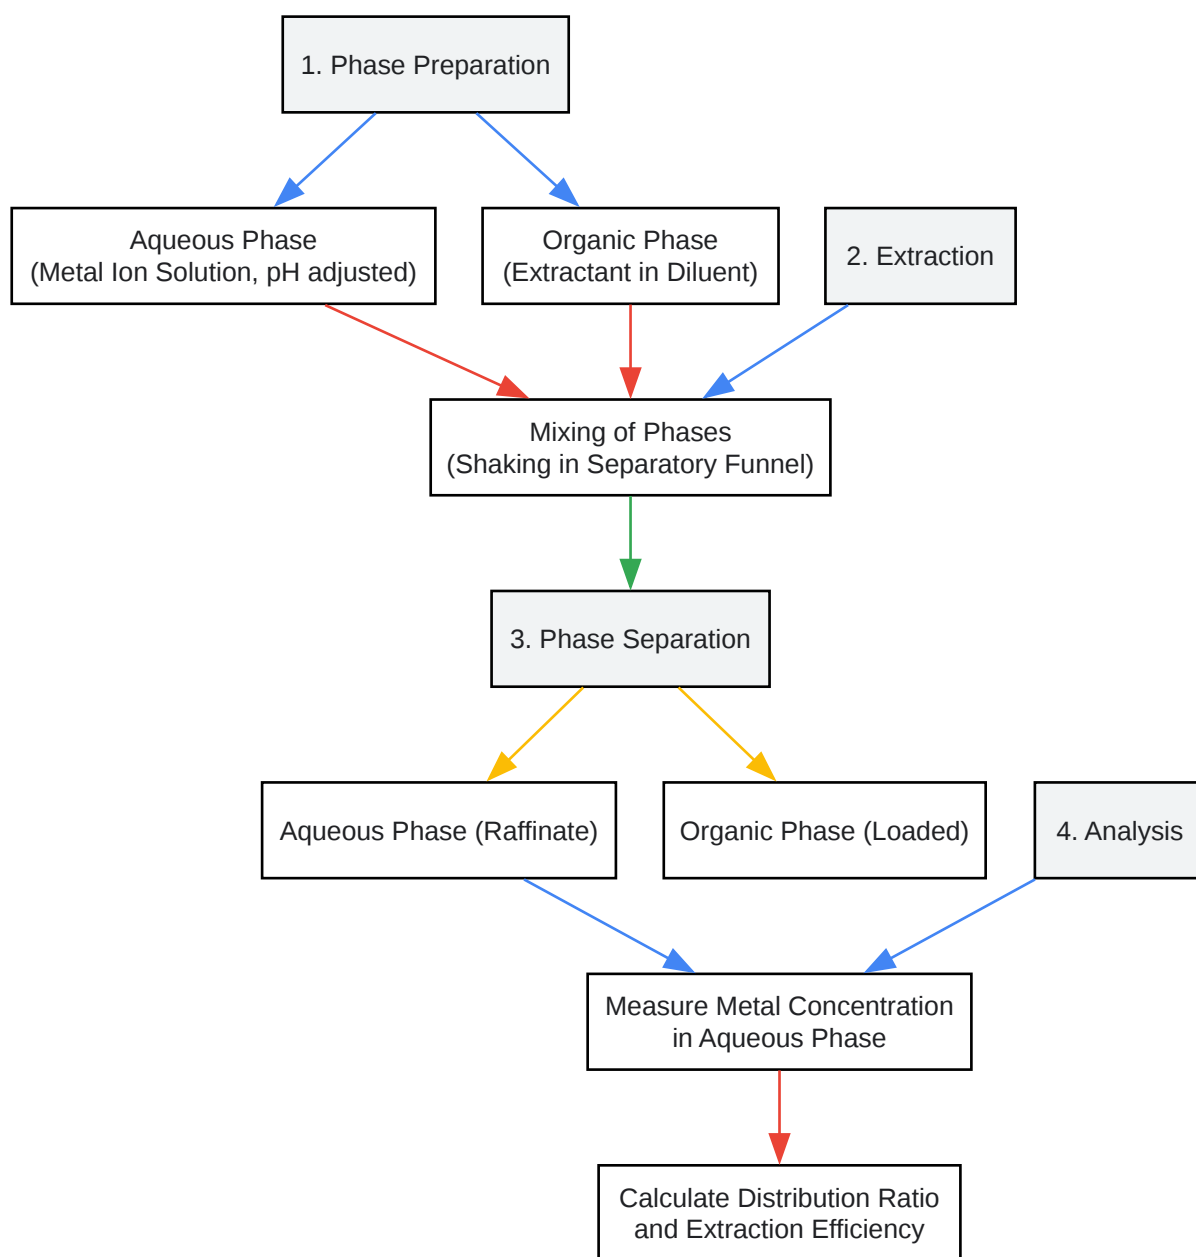 1. Phase Preparation
Aqueous Phase
(Metal Ion Solution, pH adjusted)
Organic Phase
(Extractant in Diluent)
2. Extraction
Mixing of Phases
(Shaking in Separatory Funnel)
3. Phase Separation
Aqueous Phase (Raffinate)
Organic Phase (Loaded)
4. Analysis
Measure Metal Concentration
in Aqueous Phase
Calculate Distribution Ratio
and Extraction Efficiency